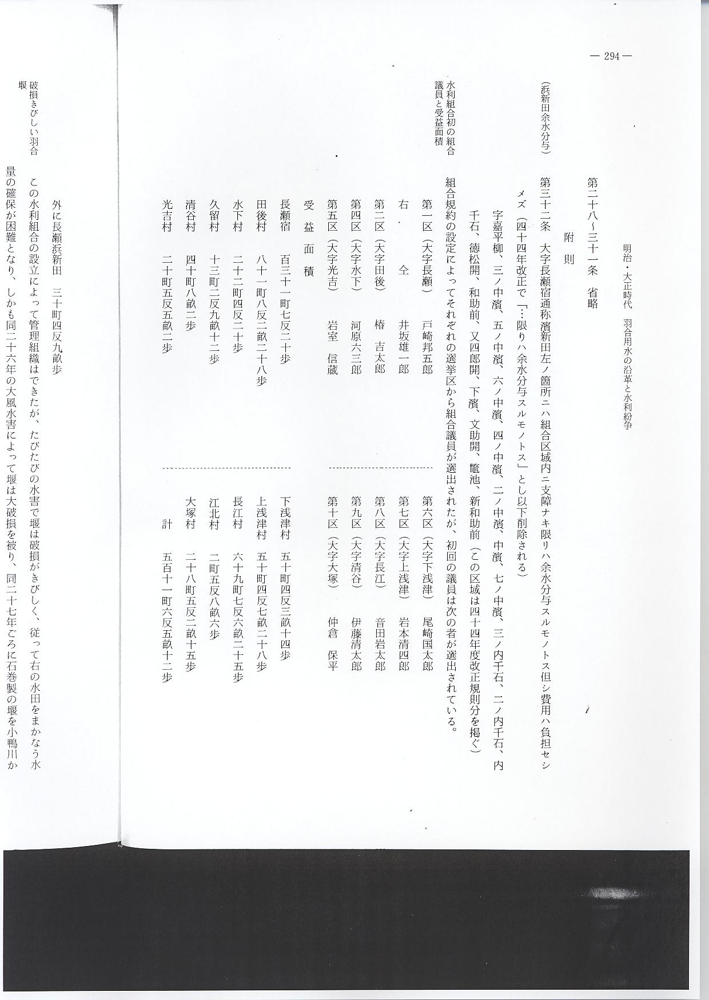 — 294 —
明治・大正時代 羽合用水の沿革と水利紛争
第二十八〜三十一条 省略
附 則
(浜新田余水分与)
第三十二条 大字長瀬宿通称濱新田左ノ箇所ニハ組合区域内ニ支障ナキ限リハ余水分与スルモノトス但シ費用ハ負担セシ
メズ(四十四年改正で「…限りハ余水分与スルモノトス」とし以下削除される)
字嘉平柳、三ノ中濱、五ノ中濱、六ノ中濱、四ノ中濱、二ノ中濱、中濱、七ノ中濱、三ノ内千石、二ノ内千石、内
千石、徳松開、和助前、又四郎開、下濱、文助開、鼈池、新和助前(この区域は四十四年度改正規則分を掲ぐ)
水利組合初の組合
議員と受益面積
組合規約の設定によってそれぞれの選挙区から組合議員が選出されたが、初回の議員は次の者が選出されている。
第一区(大字長瀬) 戸崎邦五郎
右 仝 井坂雄一郎
第二区(大字田後) 椿 吉太郎
第四区(大字水下) 河原六三郎
第五区(大字光吉) 岩室 信蔵
第六区(大字下浅津) 尾崎国太郎
第七区(大字上浅津) 岩本清四郎
第八区(大字長江) 音田岩太郎
第九区(大字清谷) 伊藤清太郎
第十区(大字大塚) 仲倉 保平
受益面積
長瀬宿 百三十一町七反二十歩
田後村 八十一町八反二畝二十八歩
水下村 二十二町四反二十歩
久留村 十三町二反九畝十二歩
清谷村 四十町八畝二歩
光吉村 二十町五反五畝二歩
下浅津村 五十町四反三畝十四歩
上浅津村 五十町四反七畝二十八歩
長江村 六十九町七反六畝二十五歩
江北村 二町五反八畝六歩
大塚村 二十八町五反二畝十五歩
計 五百十一町六反五畝十二歩
外に長瀬浜新田 三十町四反九畝歩
破損きびしい羽合
堰
この水利組合の設立によって管理組織はできたが、たびたびの水害で堰は破損がきびしく、従って右の水田をまかなう水
量の確保が困難となり、しかも同二十六年の大風水害によって堰は大破損を被り、同二十七年ごろに石巻製の堰を小鴨川か